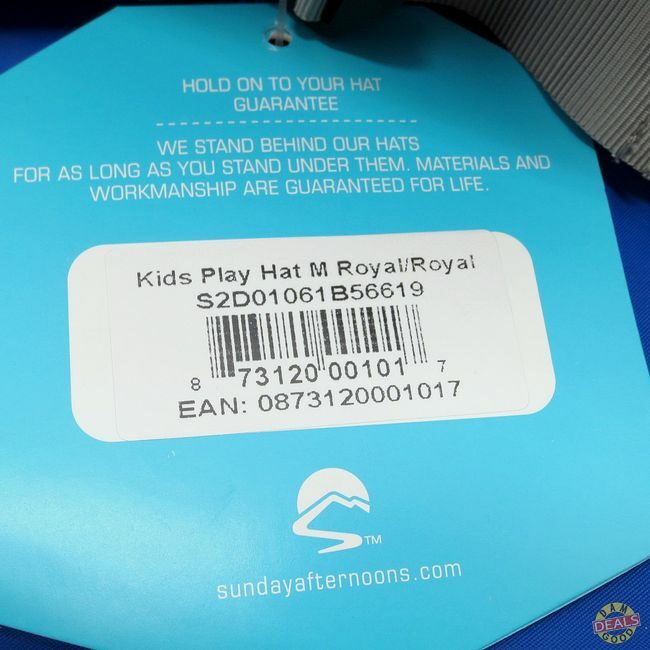 HOLD ON TO YOUR HAT
GUARANTEE
WE STAND BEHIND OUR HATS
FOR AS LONG AS YOU STAND UNDER THEM. MATERIALS AND
WORKMANSHIP ARE GUARANTEED FOR LIFE.
Kids Play Hat M Royal/Royal
S2D01061B56619
8 73120 00101 7
EAN: 0873120001017
TM
sundayafternoons.com
DAMN
DEALS
GOOD